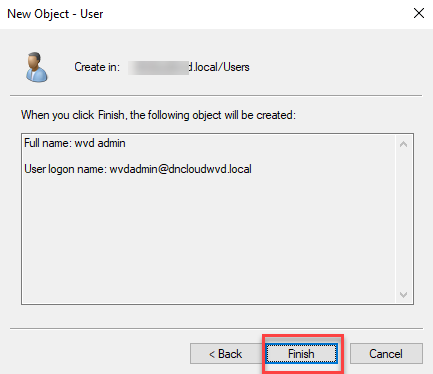 New Object - User
Create in:
d.local/Users
When you click Finish, the following object will be created:
Full name: wvd admin
User logon name: wvdadmin@dncloudwvd.local
< Back
Finish
Cancel